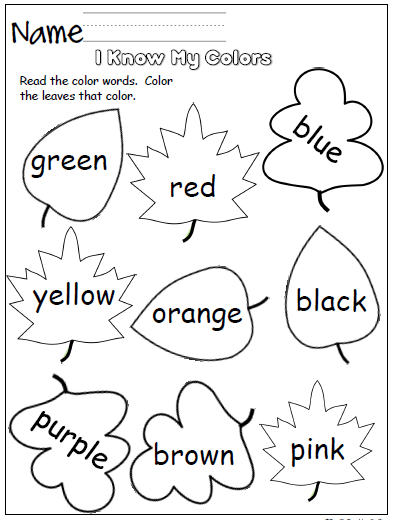 Name
I Know My Colors
Read the color words. Color
the leaves that color.
green
red
blue
yellow
orange
black
purple
brown
pink